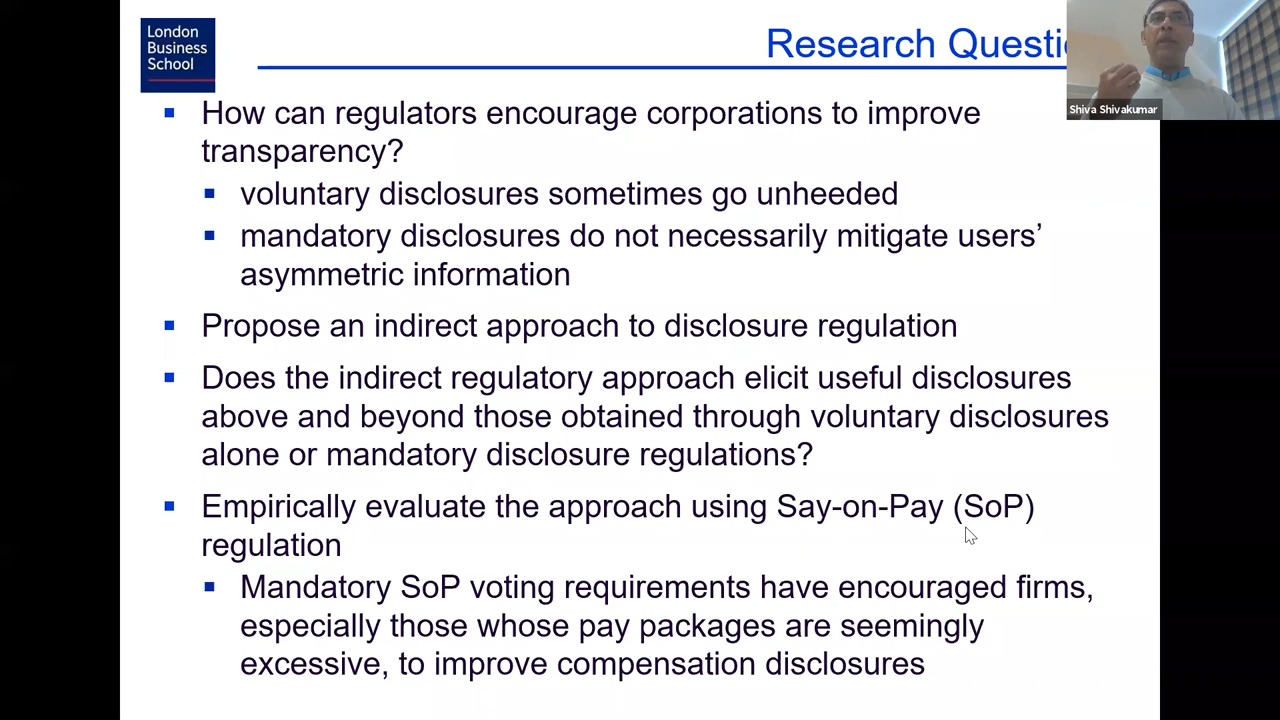 London
Business
School
Research Questi
Shiva Shivakumar
▪ How can regulators encourage corporations to improve
transparency?
▪ voluntary disclosures sometimes go unheeded
▪ mandatory disclosures do not necessarily mitigate users’
asymmetric information
▪ Propose an indirect approach to disclosure regulation
▪ Does the indirect regulatory approach elicit useful disclosures
above and beyond those obtained through voluntary disclosures
alone or mandatory disclosure regulations?
▪ Empirically evaluate the approach using Say-on-Pay (SoP)
regulation
▪ Mandatory SoP voting requirements have encouraged firms,
especially those whose pay packages are seemingly
excessive, to improve compensation disclosures